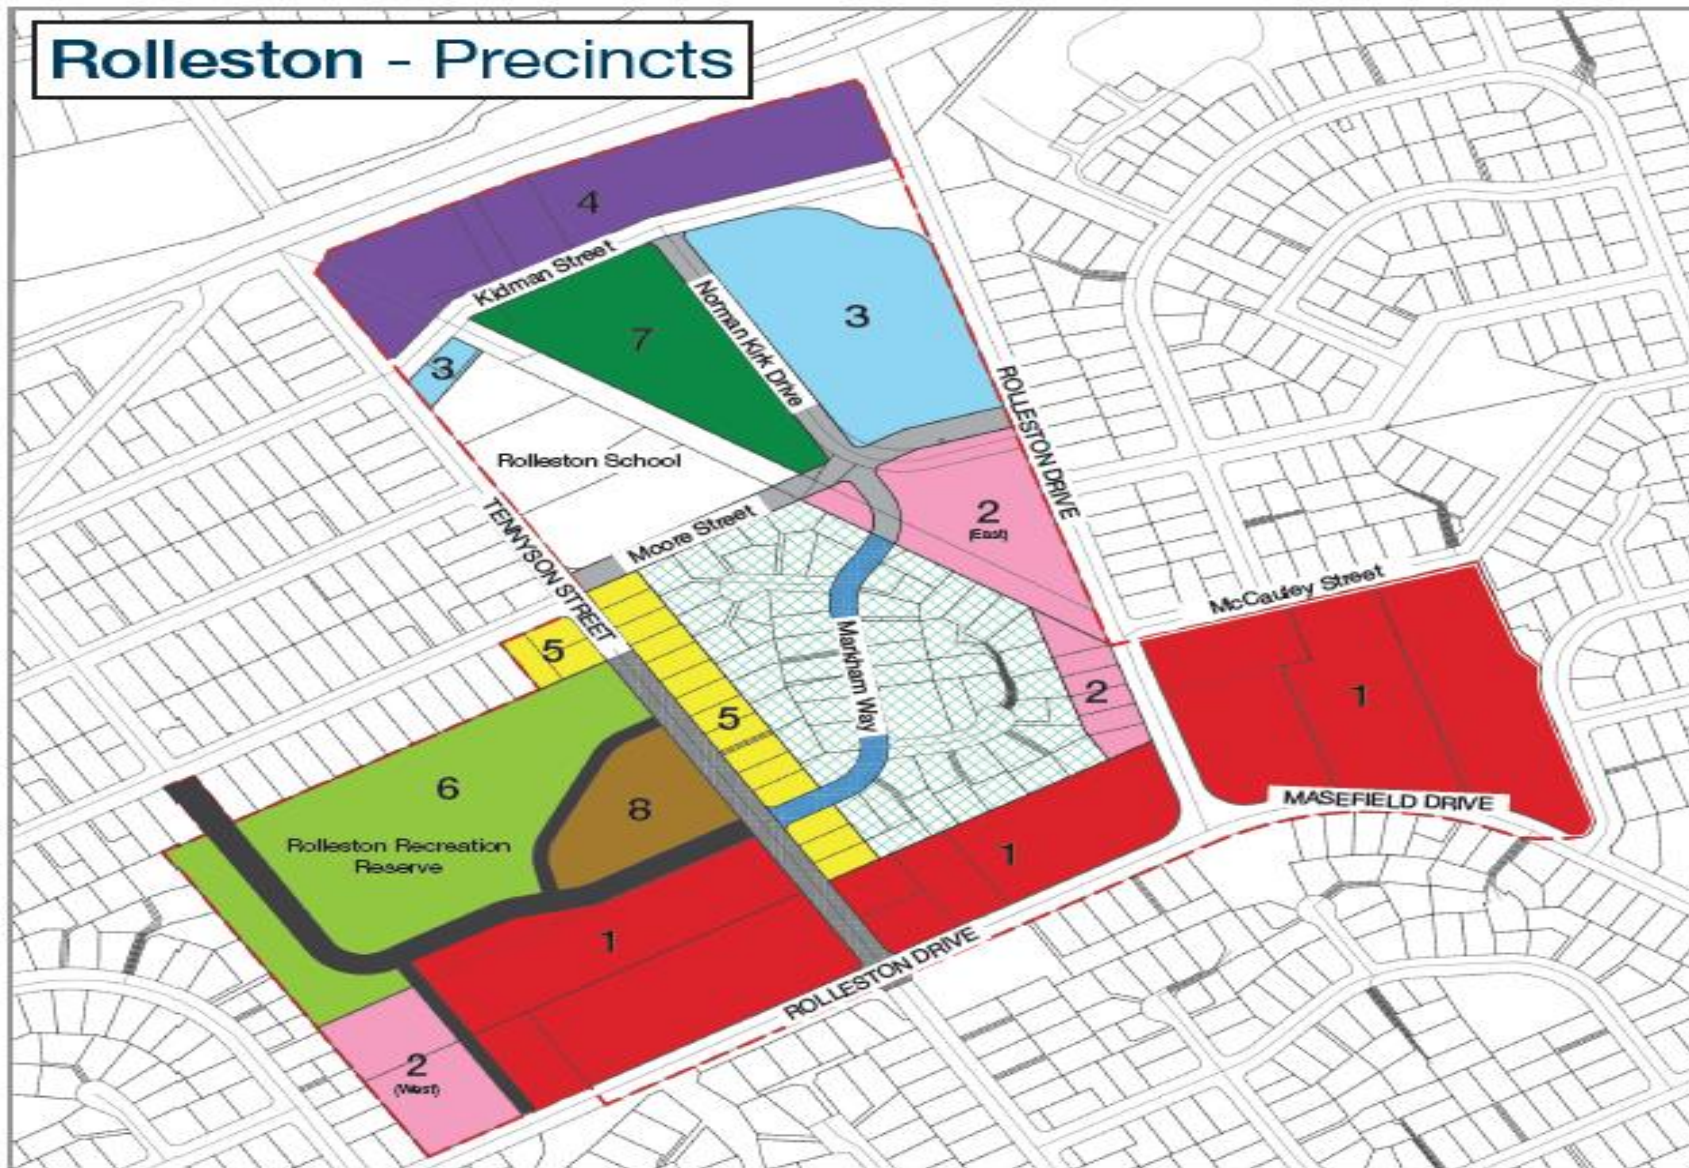 Rolleston - Precincts
4
Kidman Street
3
7
Norman Kirk Drive
3
ROLLESTON DRIVE
Rolleston School
TENNYSON STREET
Moore Street
2
(East)
McCauley Street
5
Markham Way
2
1
5
6
8
MASEFIELD DRIVE
Rolleston Recreation
Reserve
1
1
ROLLESTON DRIVE
2
(West)